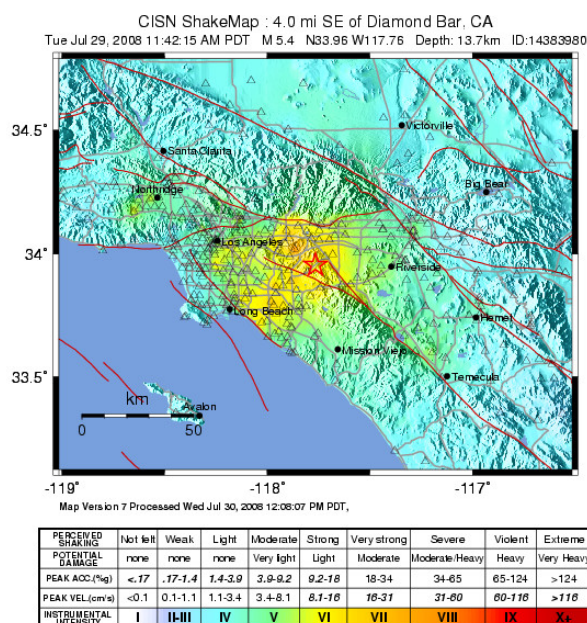 CISN ShakeMap : 4.0 mi SE of Diamond Bar, CA
Tue Jul 29, 2008 11:42:15 AM PDT M 5.4 N33.96 W117.76 Depth: 13.7km ID:14383980
34.5
Victorville
Santa Clarita
Northridge
Big Bear
34
Los Angeles
Riverside
Long Beach
Hemet
Mission Viejo
33.5
Temecula
km
Avalon
0 50
-119 -118 -117
Map Version 7 Processed Wed Jul 30, 2008 12:08:07 PM PDT,
PERCEIVED SHAKING Not felt Weak Light Moderate Strong Very strong Severe Violent Extreme
POTENTIAL DAMAGE none none none Very light Light Moderate Moderate/Heavy Heavy Very Heavy
PEAK ACC.(%g) <.17 .17-1.4 1.4-3.9 3.9-9.2 9.2-18 18-34 34-65 65-124 >124
PEAK VEL.(cm/s) <0.1 0.1-1.1 1.1-3.4 3.4-8.1 8.1-16 16-31 31-60 60-116 >116
INSTRUMENTAL INTENSITY I II-III IV V VI VII VIII IX X+